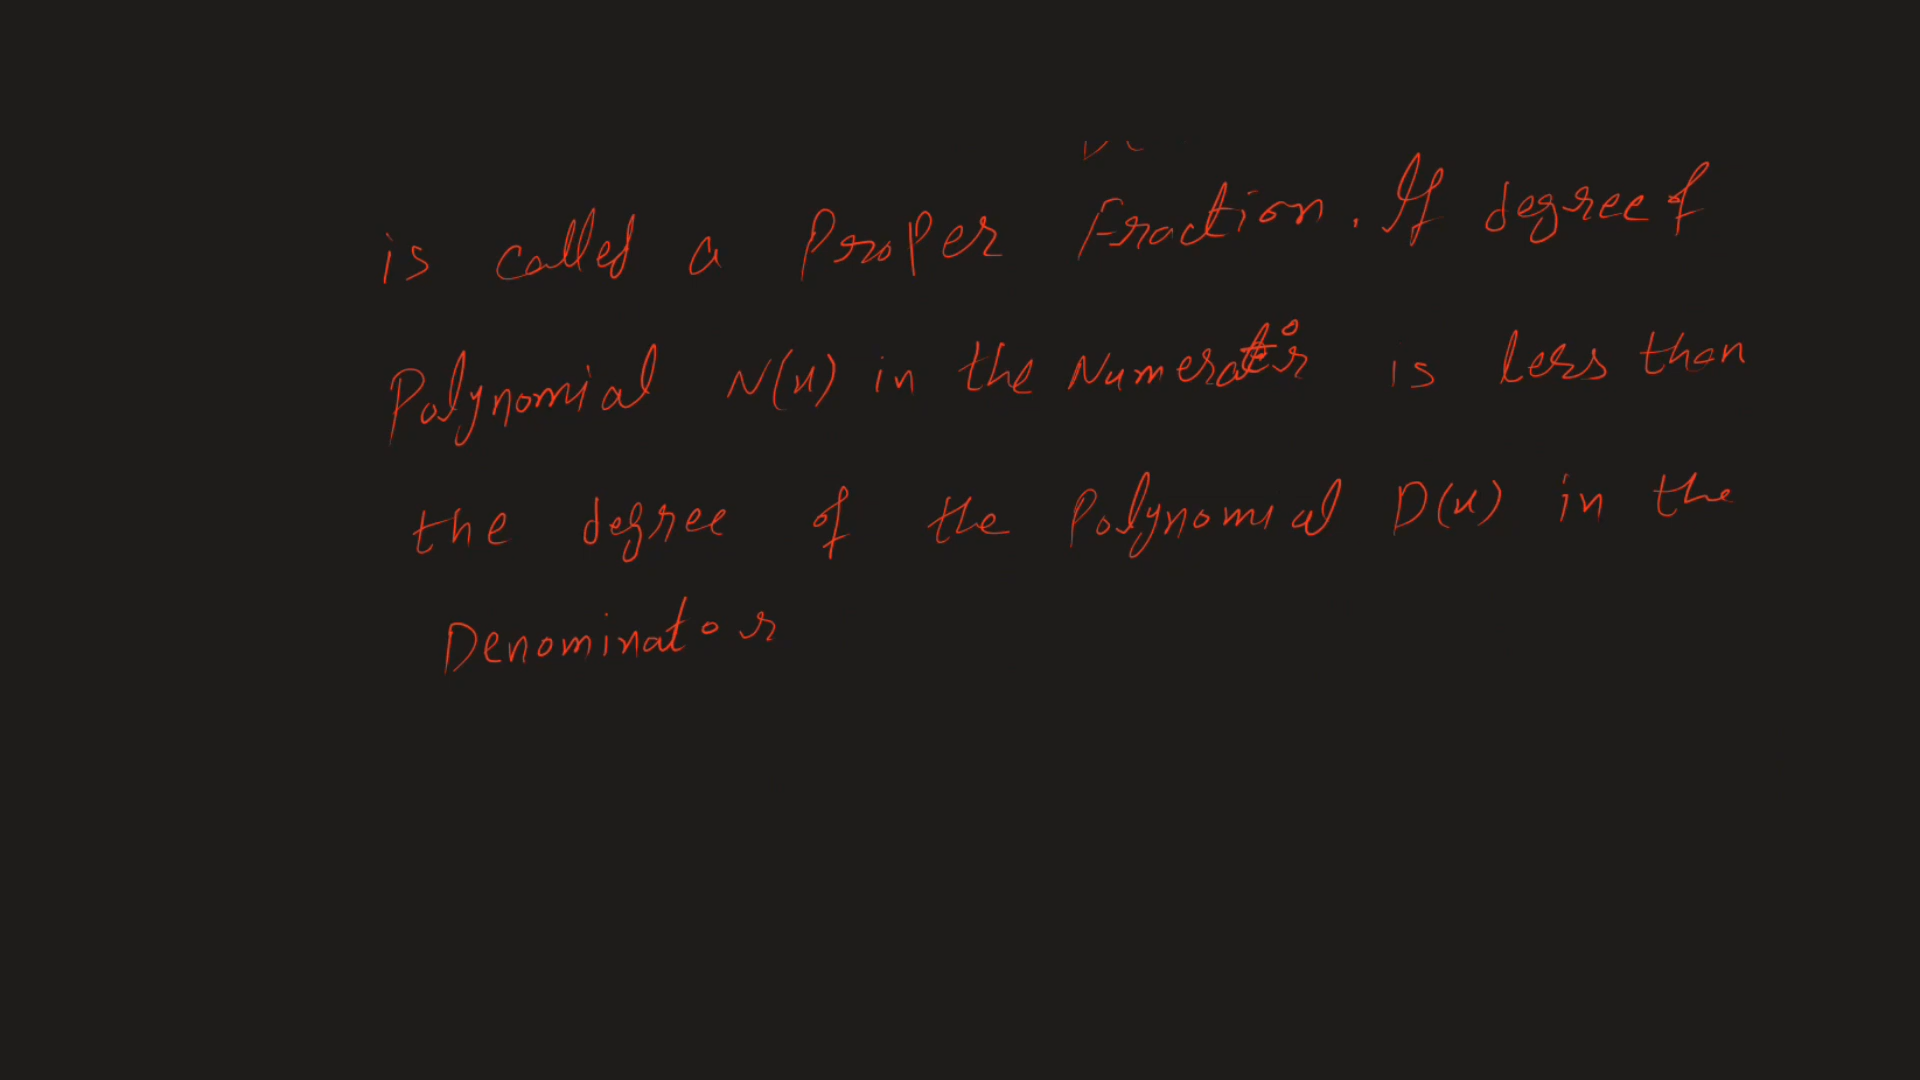 is called a Proper Fraction. If degree of
Polynomial N(x) in the Numerator is less than
the degree of the Polynomial D(x) in the
Denominator